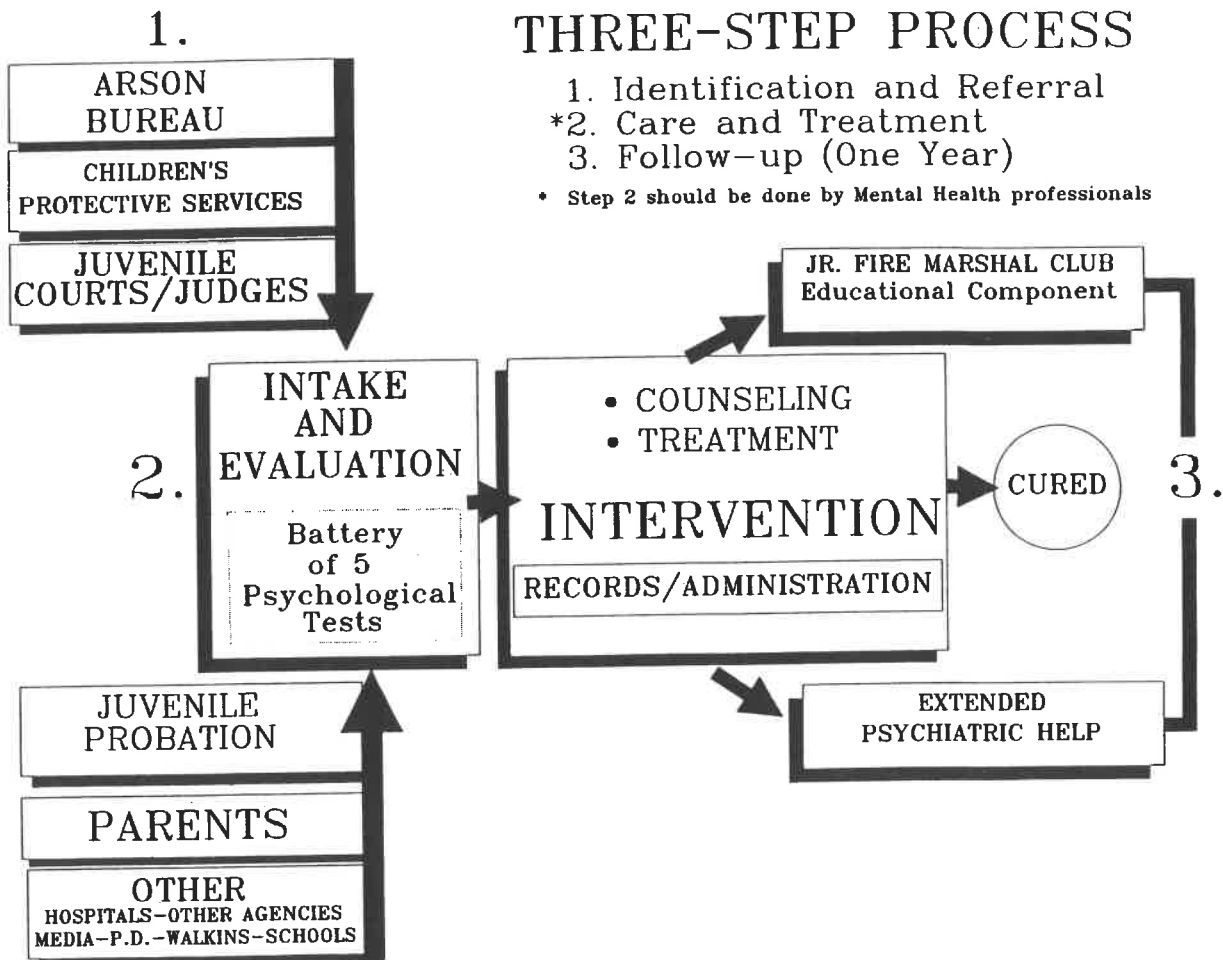 1.
THREE-STEP PROCESS
1. Identification and Referral
*2. Care and Treatment
3. Follow-up (One Year)
* Step 2 should be done by Mental Health professionals
ARSON
BUREAU
CHILDREN'S
PROTECTIVE SERVICES
JUVENILE
COURTS/JUDGES
2.
INTAKE
AND
EVALUATION
Battery
of 5
Psychological
Tests
• COUNSELING
• TREATMENT
INTERVENTION
RECORDS/ADMINISTRATION
JR. FIRE MARSHAL CLUB
Educational Component
CURED
3.
EXTENDED
PSYCHIATRIC HELP
JUVENILE
PROBATION
PARENTS
OTHER
HOSPITALS-OTHER AGENCIES
MEDIA-P.D.-WALKINS-SCHOOLS